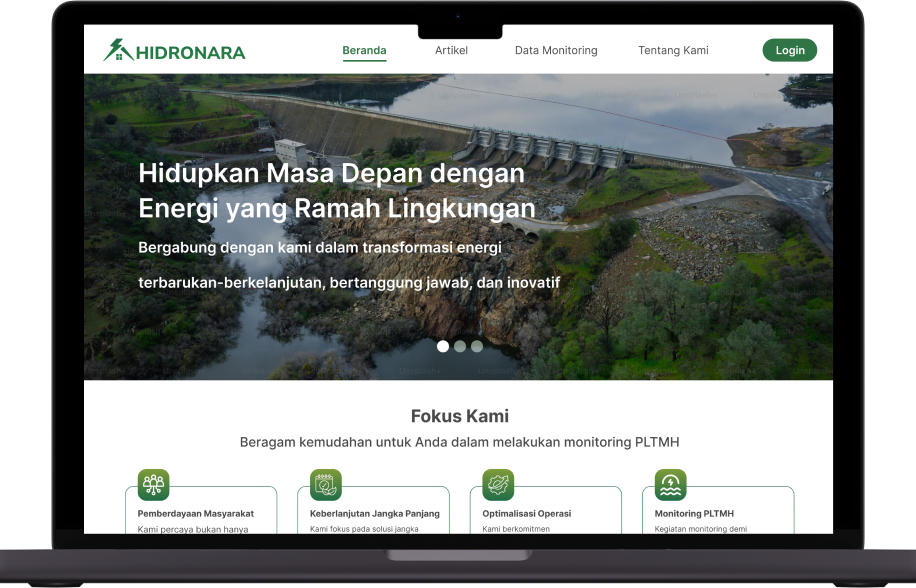 HIDRONARA
Beranda
Artikel
Data Monitoring
Tentang Kami
Login
Hidupkan Masa Depan dengan
Energi yang Ramah Lingkungan
Bergabung dengan kami dalam transformasi energi
terbarukan-berkelanjutan, bertanggung jawab, dan inovatif
Fokus Kami
Beragam kemudahan untuk Anda dalam melakukan monitoring PLTMH
Pemberdayaan Masyarakat
Kami percaya bukan hanya
Keberlanjutan Jangka Panjang
Kami fokus pada solusi jangka
Optimalisasi Operasi
Kami berkomitmen
Monitoring PLTMH
Kegiatan monitoring demi